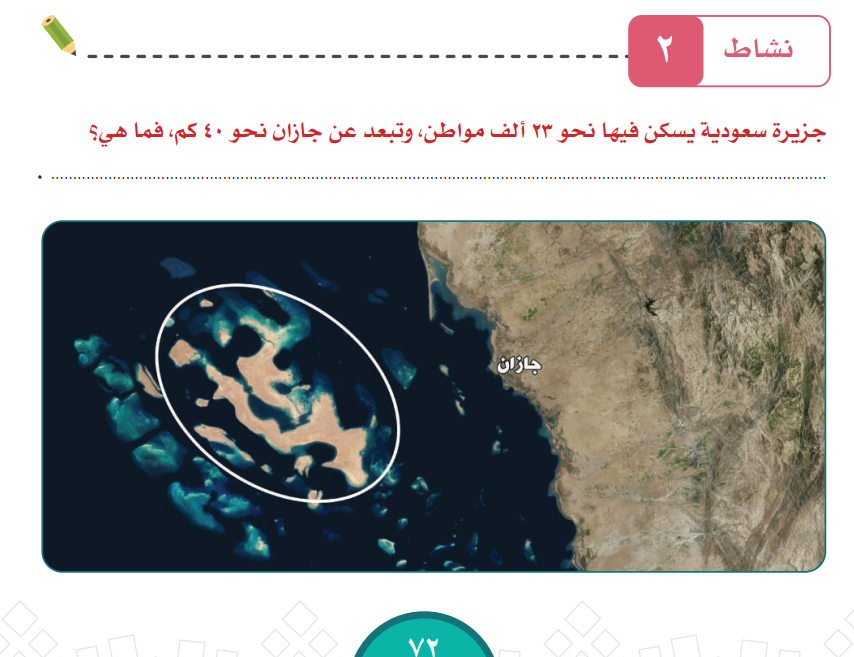 نشاط ٢
جزيرة سعودية يسكن فيها نحو ٢٣ ألف مواطن، وتبعد عن جازان نحو ٤٠ كم، فما هي؟
جازان
٧٢